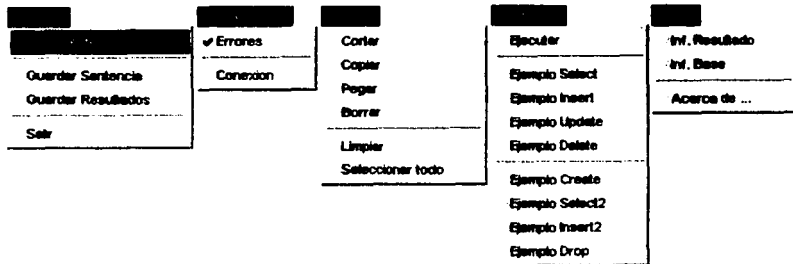 Guardar Sentencia
Guardar Resultados
Salir
✔Errores
Conexion
Cortar
Copiar
Pegar
Borrar
Limpiar
Seleccionar todo
Ejecutar
Ejemplo Select
Ejemplo Insert
Ejemplo Update
Ejemplo Delete
Ejemplo Create
Ejemplo Select2
Ejemplo Insert2
Ejemplo Drop
Inf. Resultado
Inf. Base
Acerca de ...